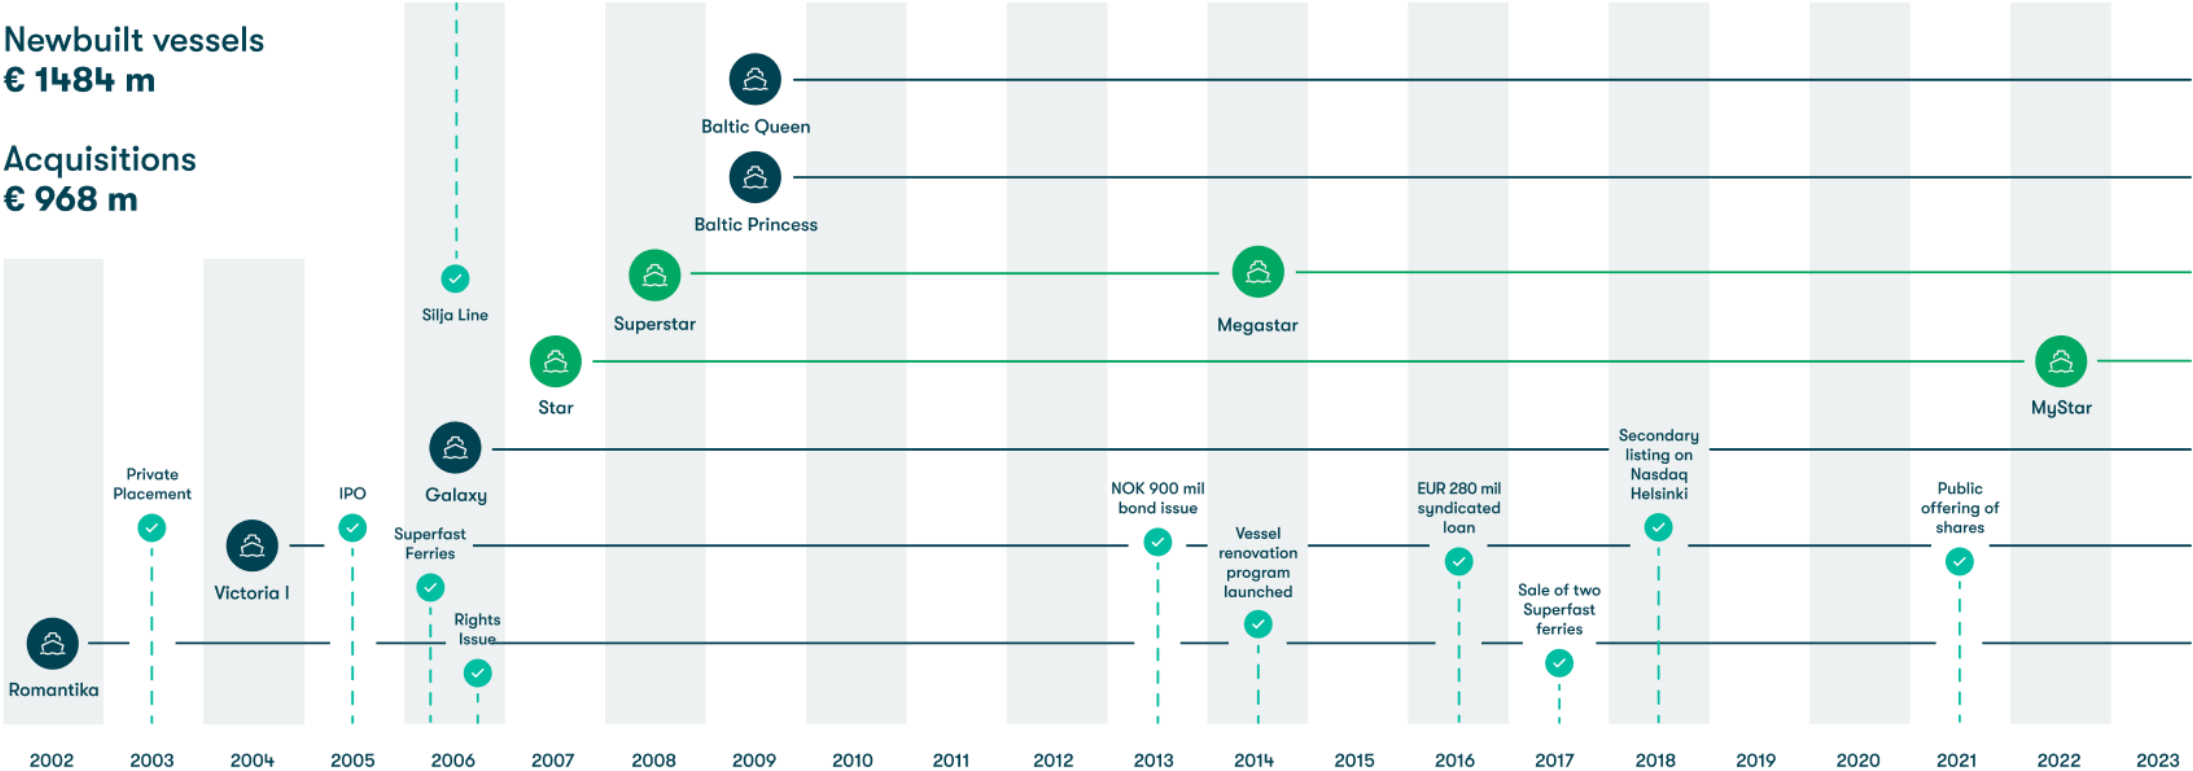 Newbuilt vessels
€ 1484 m
Acquisitions
€ 968 m
Baltic Queen
Baltic Princess
Silja Line
Superstar
Megastar
Star
MyStar
Galaxy
Private
Placement
IPO
Superfast
Ferries
Victoria I
Rights
Issue
Romantika
NOK 900 mil
bond issue
Vessel
renovation
program
launched
EUR 280 mil
syndicated
loan
Sale of two
Superfast
ferries
Secondary
listing on
Nasdaq
Helsinki
Public
offering of
shares
2002 2003 2004 2005 2006 2007 2008 2009 2010 2011 2012 2013 2014 2015 2016 2017 2018 2019 2020 2021 2022 2023